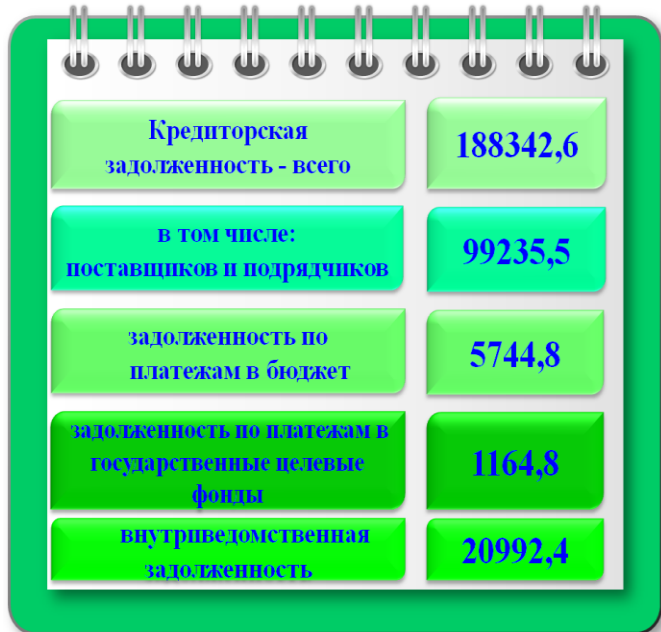 Кредиторская
задолженность - всего
188342,6
в том числе:
поставщиков и подрядчиков
99235,5
задолженность по
платежам в бюджет
5744,8
задолженность по платежам в
государственные целевые
фонды
1164,8
внутриведомственная
задолженность
20992,4